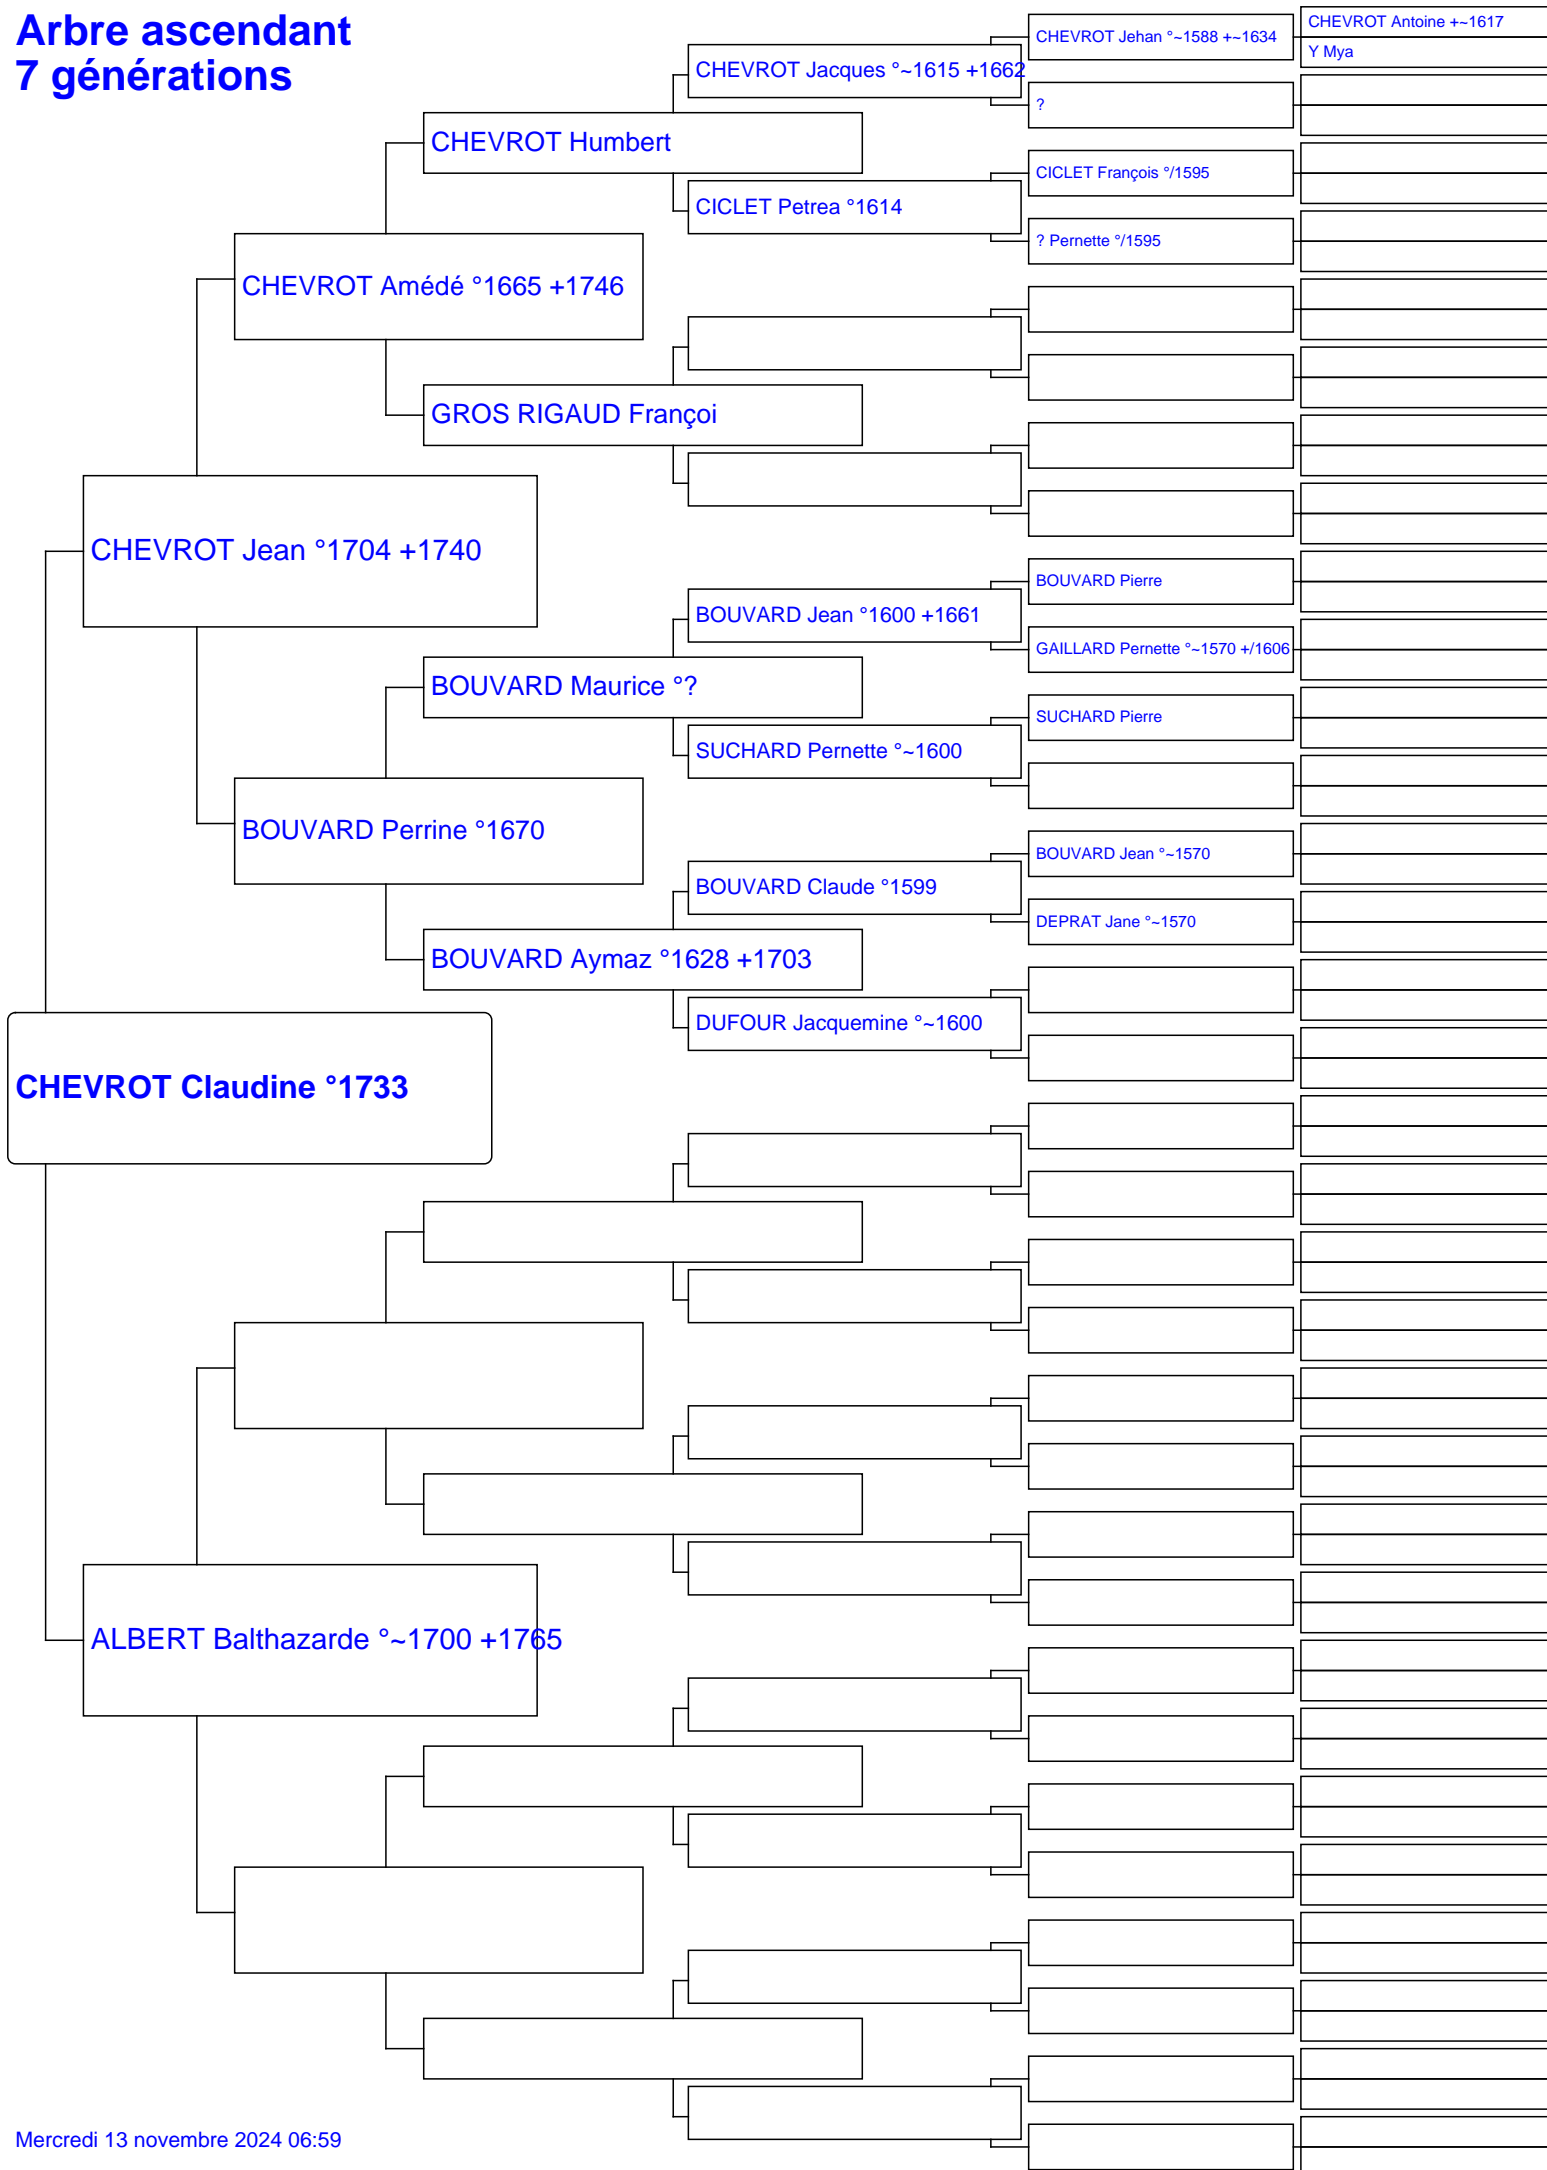 Arbre ascendant
7 générations
CHEVROT Antoine +~1617
Y Mya
CHEVROT Jehan °~1588 +~1634
CHEVROT Jacques °~1615 +1662
?
CHEVROT Humbert
CICLET François °/1595
CICLET Petrea °1614
? Pernette °/1595
CHEVROT Amédé °1665 +1746
GROS RIGAUD Françoi
CHEVROT Jean °1704 +1740
BOUVARD Pierre
BOUVARD Jean °1600 +1661
GAILLARD Pernette °~1570 +/1606
BOUVARD Maurice °?
SUCHARD Pierre
SUCHARD Pernette °~1600
BOUVARD Perrine °1670
BOUVARD Jean °~1570
BOUVARD Claude °1599
DEPRAT Jane °~1570
BOUVARD Aymaz °1628 +1703
DUFOUR Jacquemine °~1600
CHEVROT Claudine °1733
ALBERT Balthazarde °~1700 +1765
Mercredi 13 novembre 2024 06:59